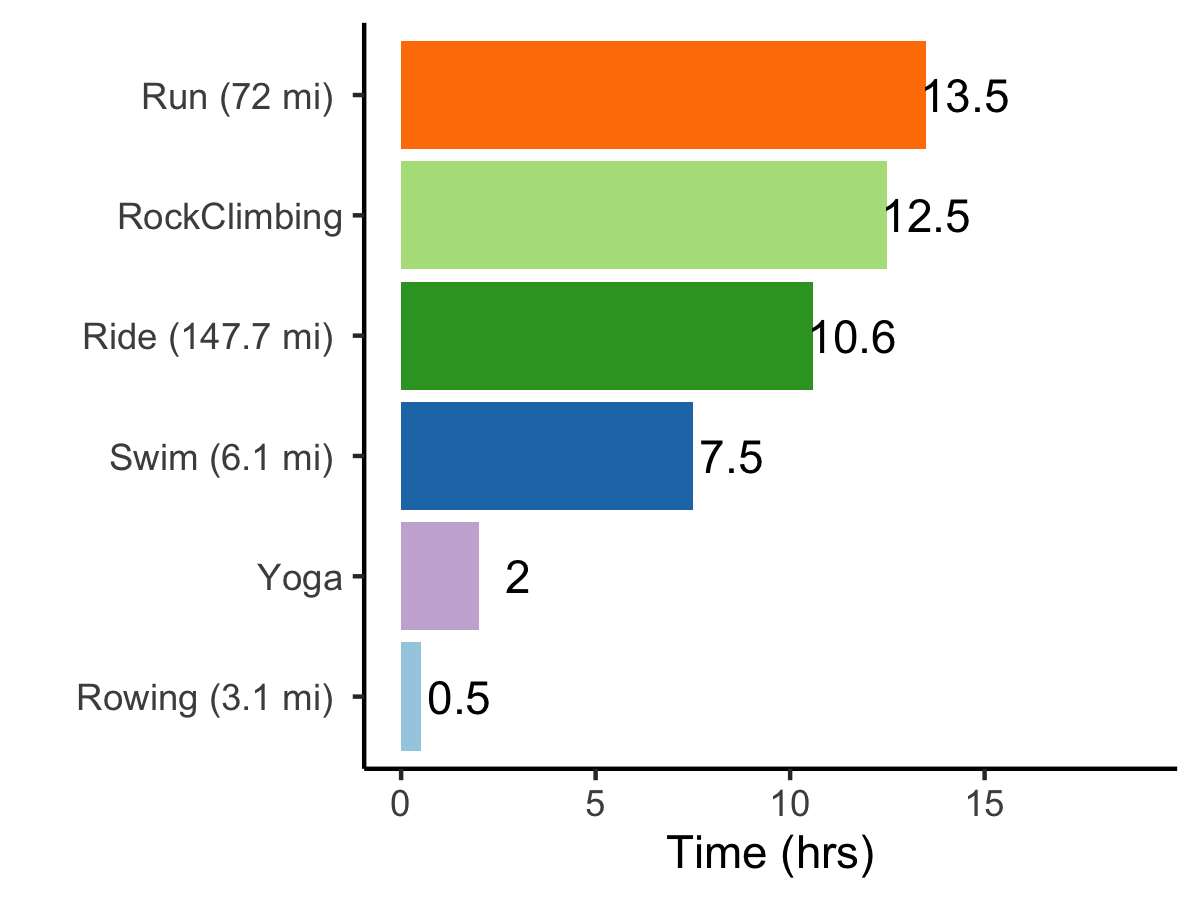 Run (72 mi) 13.5
RockClimbing 12.5
Ride (147.7 mi) 10.6
Swim (6.1 mi) 7.5
Yoga 2
Rowing (3.1 mi) 0.5
0 5 10 15
Time (hrs)